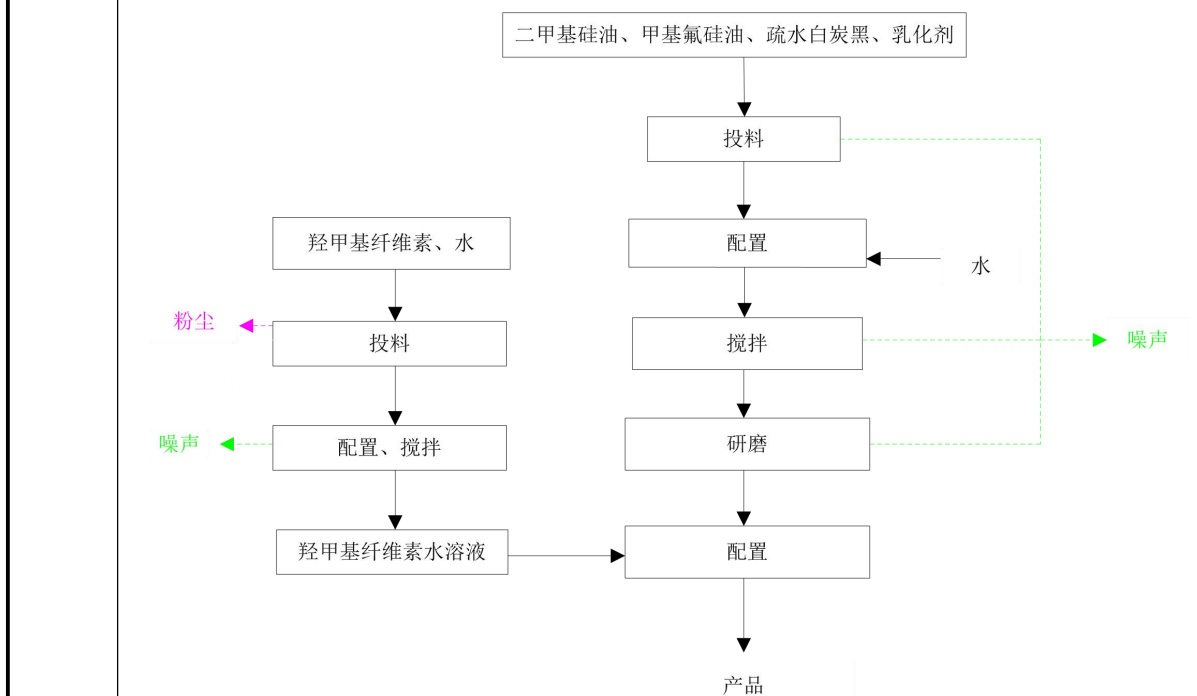 二甲基硅油、甲基氟硅油、疏水白炭黑、乳化剂
投料
配置
水
搅拌
噪声
研磨
配置
产品
羟甲基纤维素、水
粉尘
投料
噪声
配置、搅拌
羟甲基纤维素水溶液